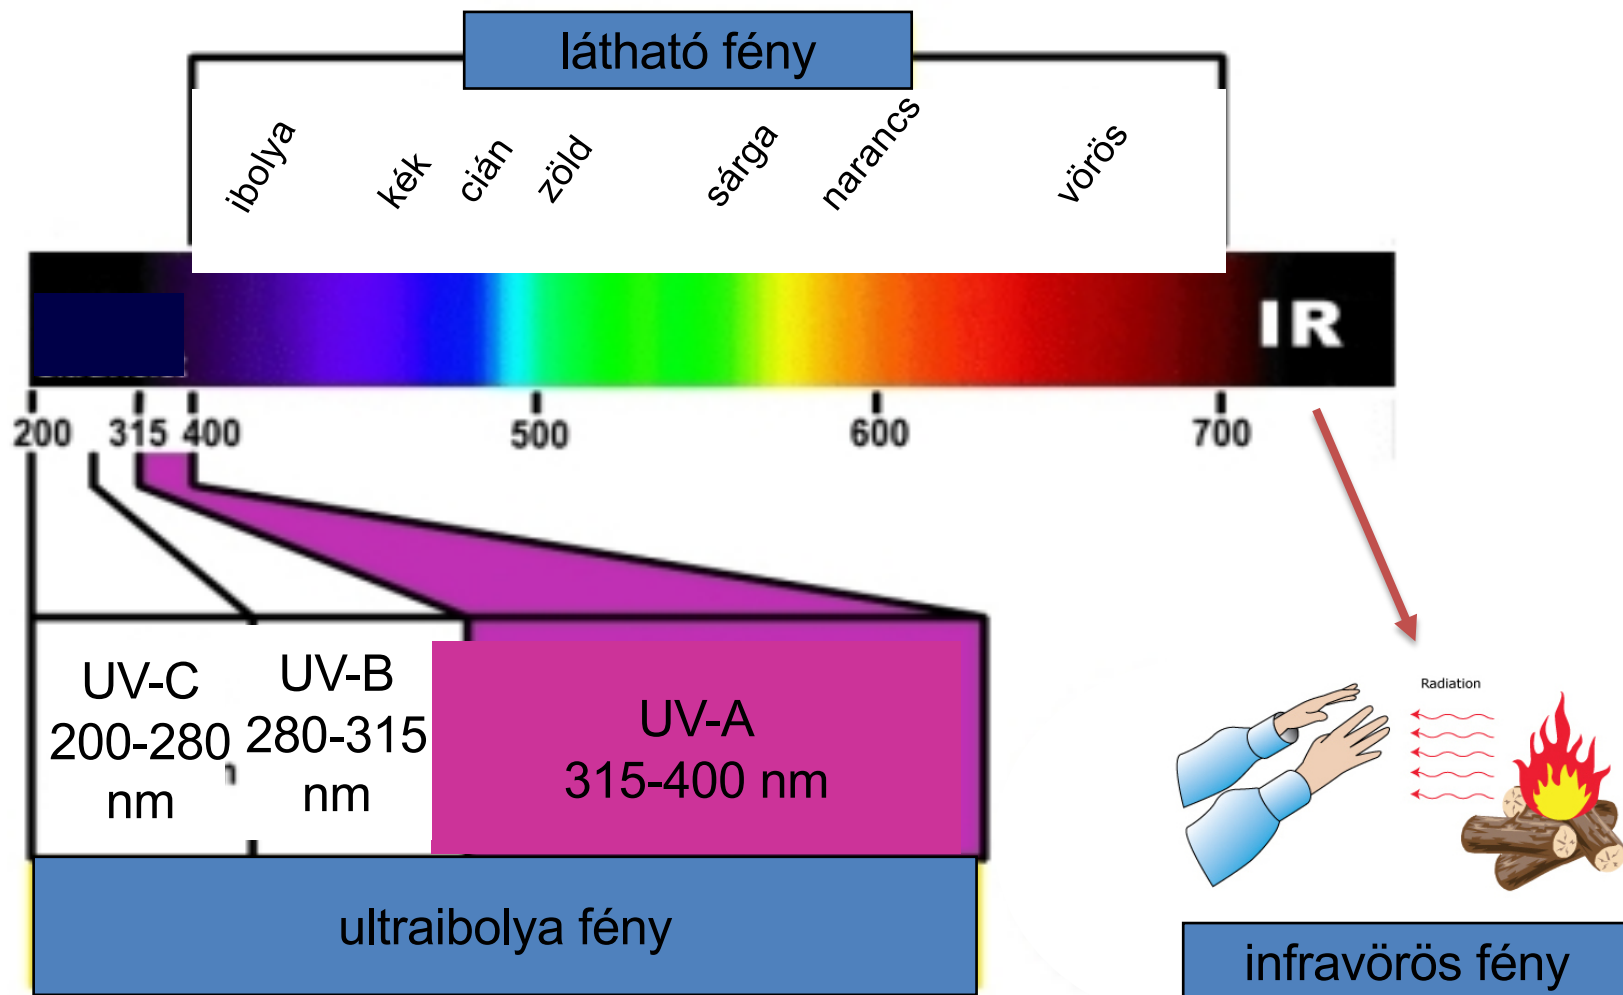 látható fény
ibolya
kék
cián
zöld
sárga
narancs
vörös
IR
200 315 400 500 600 700
UV-C
200-280
nm
UV-B
280-315
nm
UV-A
315-400 nm
Radiation
ultraibolya fény
infravörös fény